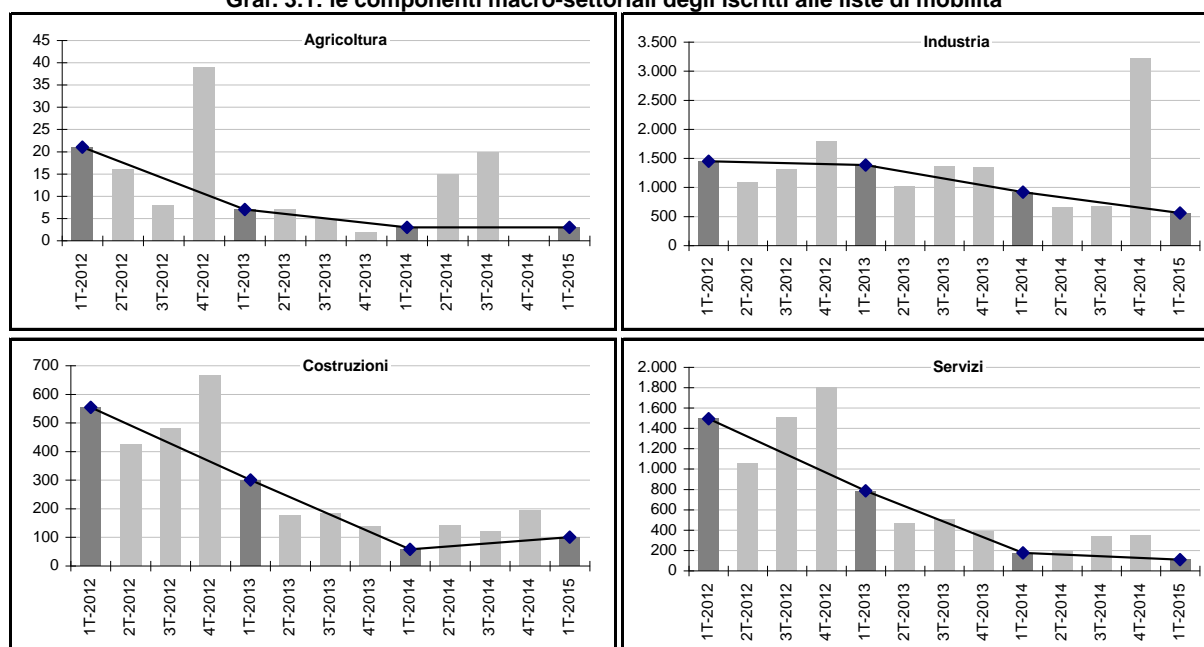 Graf. 3.1: le componenti macro-settoriali degli iscritti alle liste di mobilità
Agricoltura
45
40
35
30
25
20
15
10
5
0
1T-2012
2T-2012
3T-2012
4T-2012
1T-2013
2T-2013
3T-2013
4T-2013
1T-2014
2T-2014
3T-2014
4T-2014
1T-2015
Industria
3.500
3.000
2.500
2.000
1.500
1.000
500
0
1T-2012
2T-2012
3T-2012
4T-2012
1T-2013
2T-2013
3T-2013
4T-2013
1T-2014
2T-2014
3T-2014
4T-2014
1T-2015
Costruzioni
700
600
500
400
300
200
100
0
1T-2012
2T-2012
3T-2012
4T-2012
1T-2013
2T-2013
3T-2013
4T-2013
1T-2014
2T-2014
3T-2014
4T-2014
1T-2015
Servizi
2.000
1.800
1.600
1.400
1.200
1.000
800
600
400
200
0
1T-2012
2T-2012
3T-2012
4T-2012
1T-2013
2T-2013
3T-2013
4T-2013
1T-2014
2T-2014
3T-2014
4T-2014
1T-2015